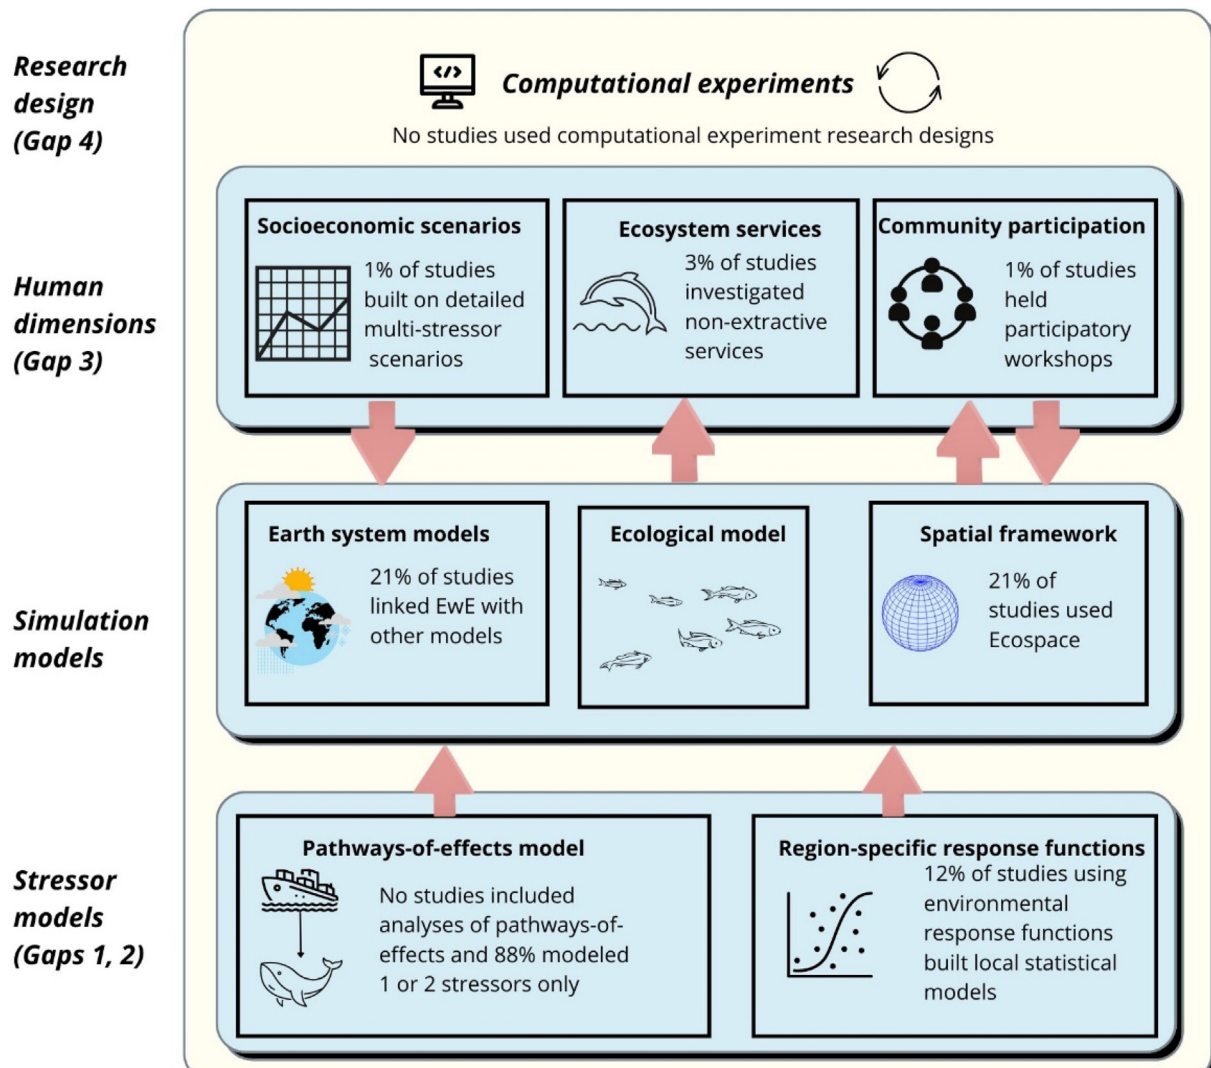 Research
design
(Gap 4)
</>
Computational experiments
No studies used computational experiment research designs
Human
dimensions
(Gap 3)
Socioeconomic scenarios
1% of studies
built on detailed
multi-stressor
scenarios
Ecosystem services
3% of studies
investigated
non-extractive
services
Community participation
1% of studies
held
participatory
workshops
Simulation
models
Earth system models
21% of studies
linked EwE with
other models
Ecological model
Spatial framework
21% of
studies used
Ecospace
Stressor
models
(Gaps 1, 2)
Pathways-of-effects model
No studies included
analyses of pathways-of-
effects and 88% modeled
1 or 2 stressors only
Region-specific response functions
12% of studies using
environmental
response functions
built local statistical
models